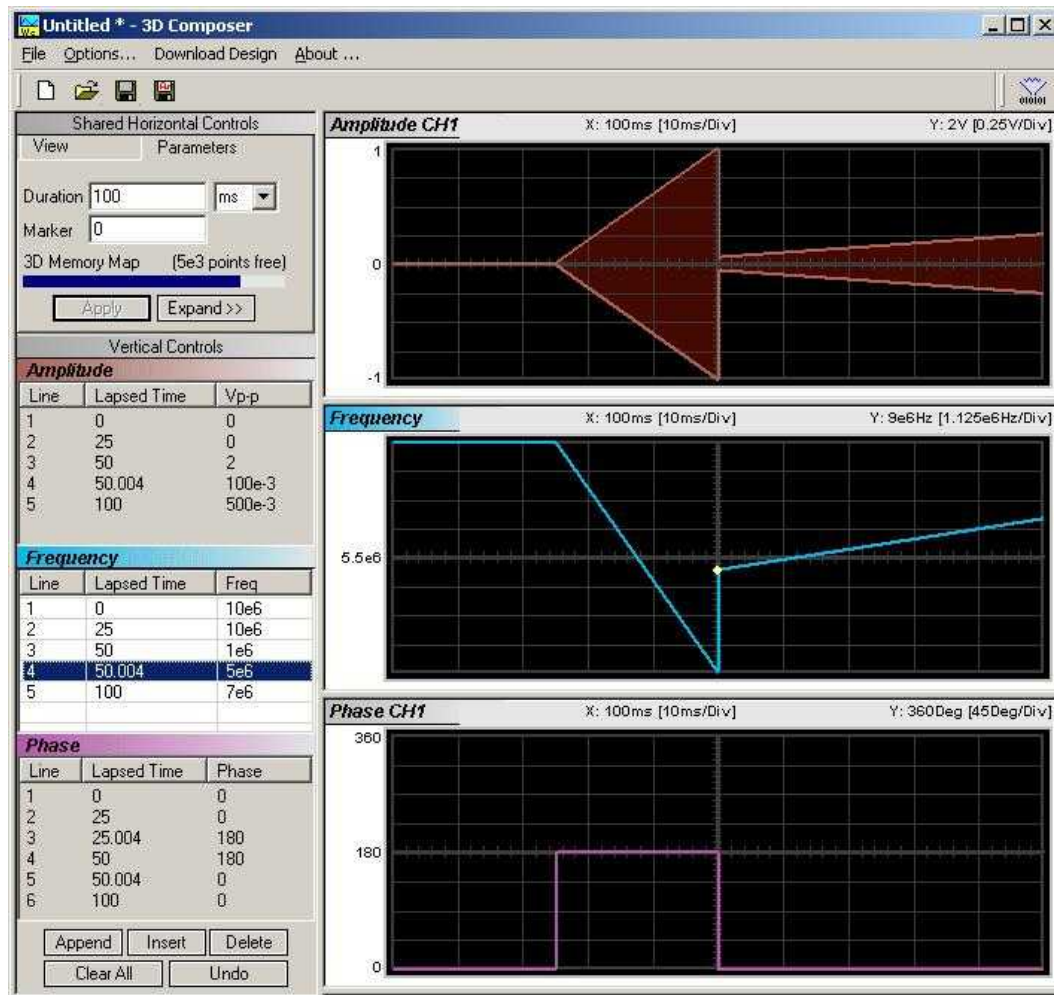 Untitled * - 3D Composer
File Options... Download Design About ...
Shared Horizontal Controls
View Parameters
Duration 100 ms
Marker 0
3D Memory Map (5e3 points free)
Apply Expand >>
Vertical Controls
Amplitude
Line Lapsed Time Vp-p
1 0 0
2 25 0
3 50 2
4 50.004 100e-3
5 100 500e-3
Frequency
Line Lapsed Time Freq
1 0 10e6
2 25 10e6
3 50 1e6
4 50.004 5e6
5 100 7e6
Phase
Line Lapsed Time Phase
1 0 0
2 25 0
3 25.004 180
4 50 180
5 50.004 0
6 100 0
Append Insert Delete
Clear All Undo
010101
Amplitude CH1 X: 100ms [10ms/Div] Y: 2V [0.25V/Div]
1
0
-1
Frequency X: 100ms [10ms/Div] Y: 9e6Hz [1.125e6Hz/Div]
5.5e6
Phase CH1 X: 100ms [10ms/Div] Y: 360Deg [45Deg/Div]
360
180
0